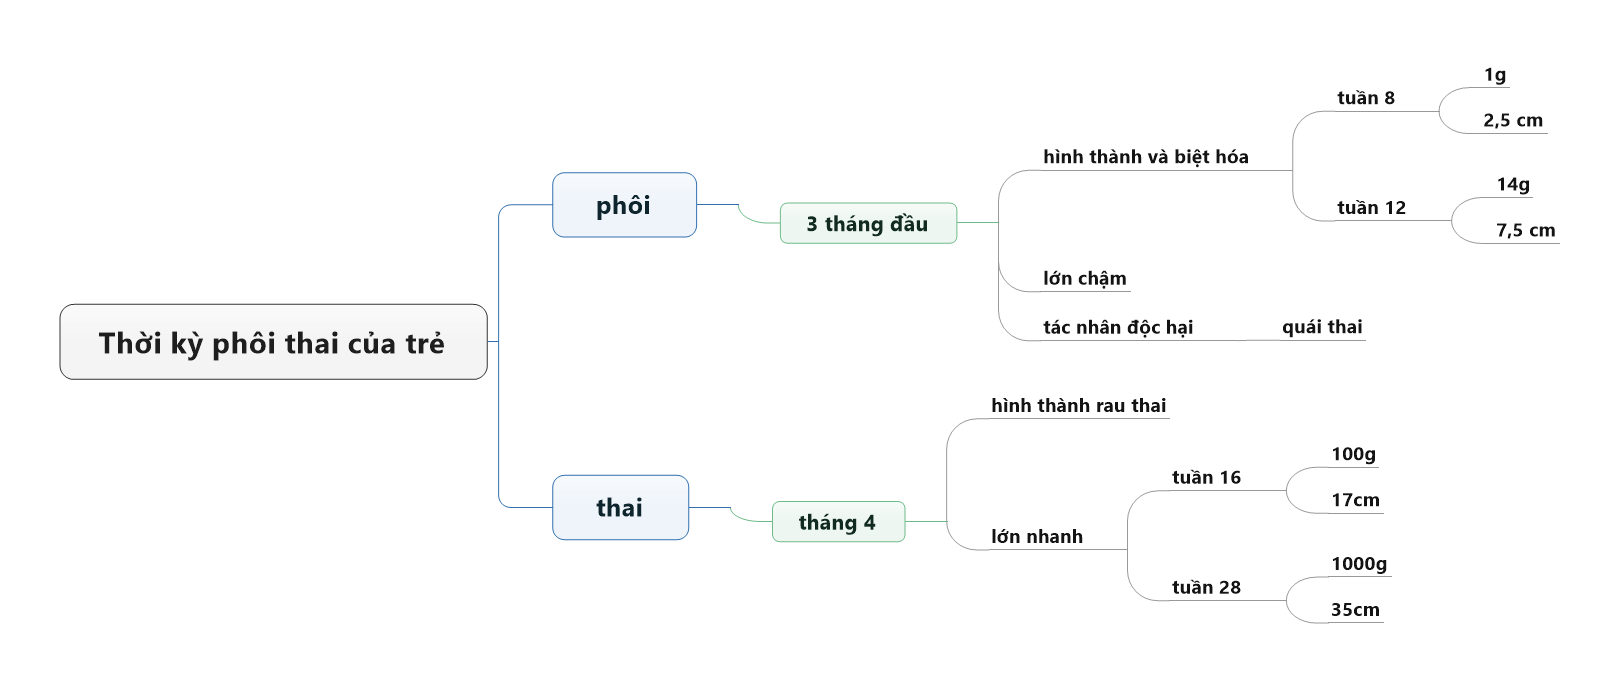 Thời kỳ phôi thai của trẻ
phôi
3 tháng đầu
hình thành và biệt hóa
tuần 8
1g
2,5 cm
tuần 12
14g
7,5 cm
lớn chậm
tác nhân độc hại
quái thai
thai
tháng 4
hình thành rau thai
lớn nhanh
tuần 16
100g
17cm
tuần 28
1000g
35cm